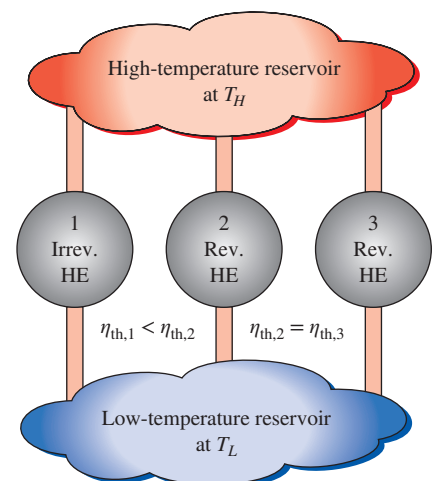 High-temperature reservoir
at T_H
1
Irrev.
HE
2
Rev.
HE
3
Rev.
HE
η_th,1 < η_th,2
η_th,2 = η_th,3
Low-temperature reservoir
at T_L